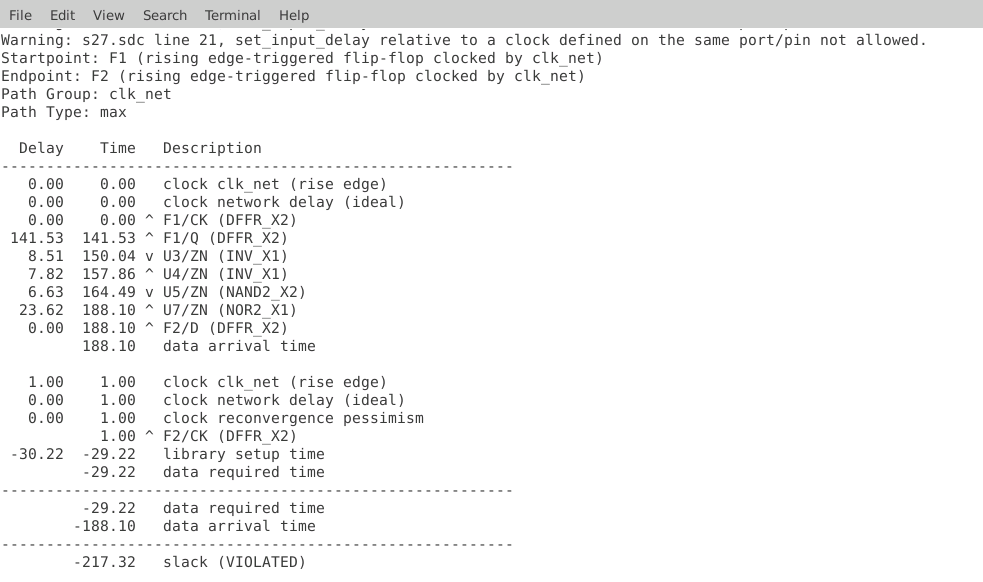 File Edit View Search Terminal Help
Warning: s27.sdc line 21, set_input_delay relative to a clock defined on the same port/pin not allowed.
Startpoint: F1 (rising edge-triggered flip-flop clocked by clk_net)
Endpoint: F2 (rising edge-triggered flip-flop clocked by clk_net)
Path Group: clk_net
Path Type: max
  Delay    Time   Description
---------------------------------------------------------
   0.00    0.00   clock clk_net (rise edge)
   0.00    0.00   clock network delay (ideal)
   0.00    0.00 ^ F1/CK (DFFR_X2)
 141.53  141.53 ^ F1/Q (DFFR_X2)
   8.51  150.04 v U3/ZN (INV_X1)
   7.82  157.86 ^ U4/ZN (INV_X1)
   6.63  164.49 v U5/ZN (NAND2_X2)
  23.62  188.10 ^ U7/ZN (NOR2_X1)
   0.00  188.10 ^ F2/D (DFFR_X2)
         188.10   data arrival time
   1.00    1.00   clock clk_net (rise edge)
   0.00    1.00   clock network delay (ideal)
   0.00    1.00   clock reconvergence pessimism
           1.00 ^ F2/CK (DFFR_X2)
 -30.22  -29.22   library setup time
         -29.22   data required time
---------------------------------------------------------
         -29.22   data required time
        -188.10   data arrival time
---------------------------------------------------------
        -217.32   slack (VIOLATED)